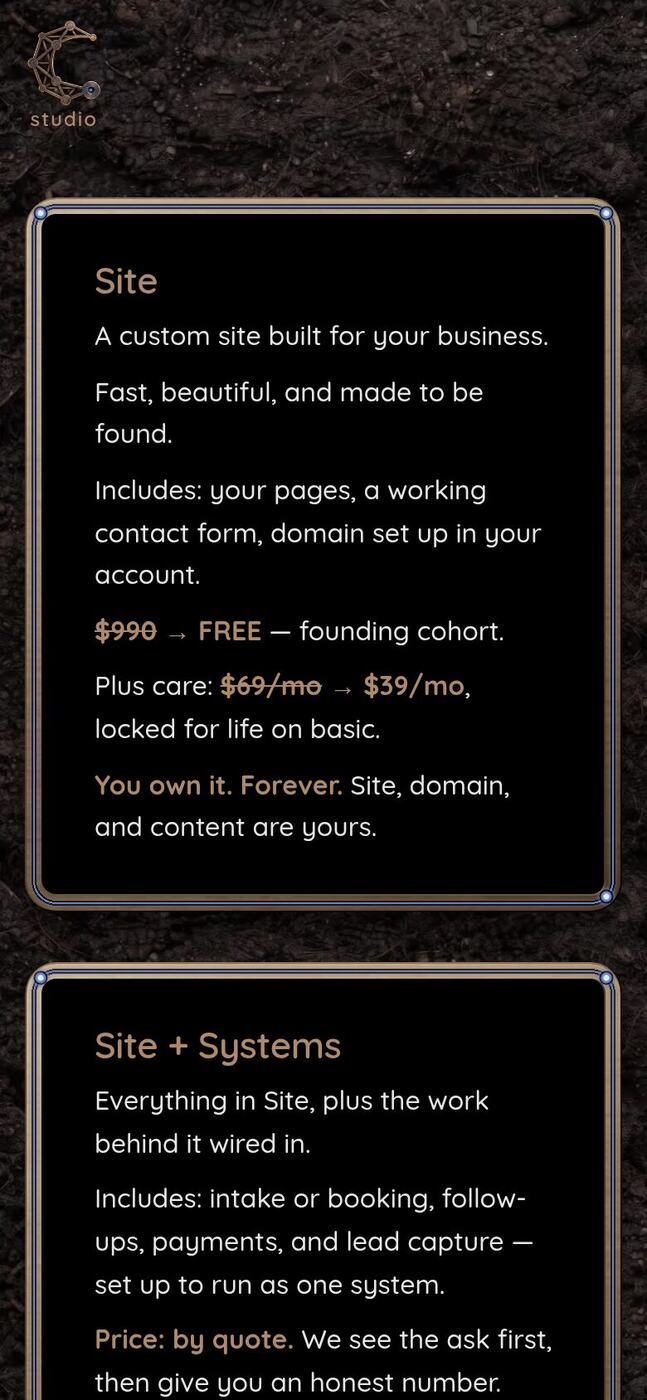 studio
Site
A custom site built for your business.
Fast, beautiful, and made to be
found.
Includes: your pages, a working
contact form, domain set up in your
account.
$990 → FREE — founding cohort.
Plus care: $69/mo → $39/mo,
locked for life on basic.
You own it. Forever. Site, domain,
and content are yours.
Site + Systems
Everything in Site, plus the work
behind it wired in.
Includes: intake or booking, follow-
ups, payments, and lead capture —
set up to run as one system.
Price: by quote. We see the ask first,
then give you an honest number.